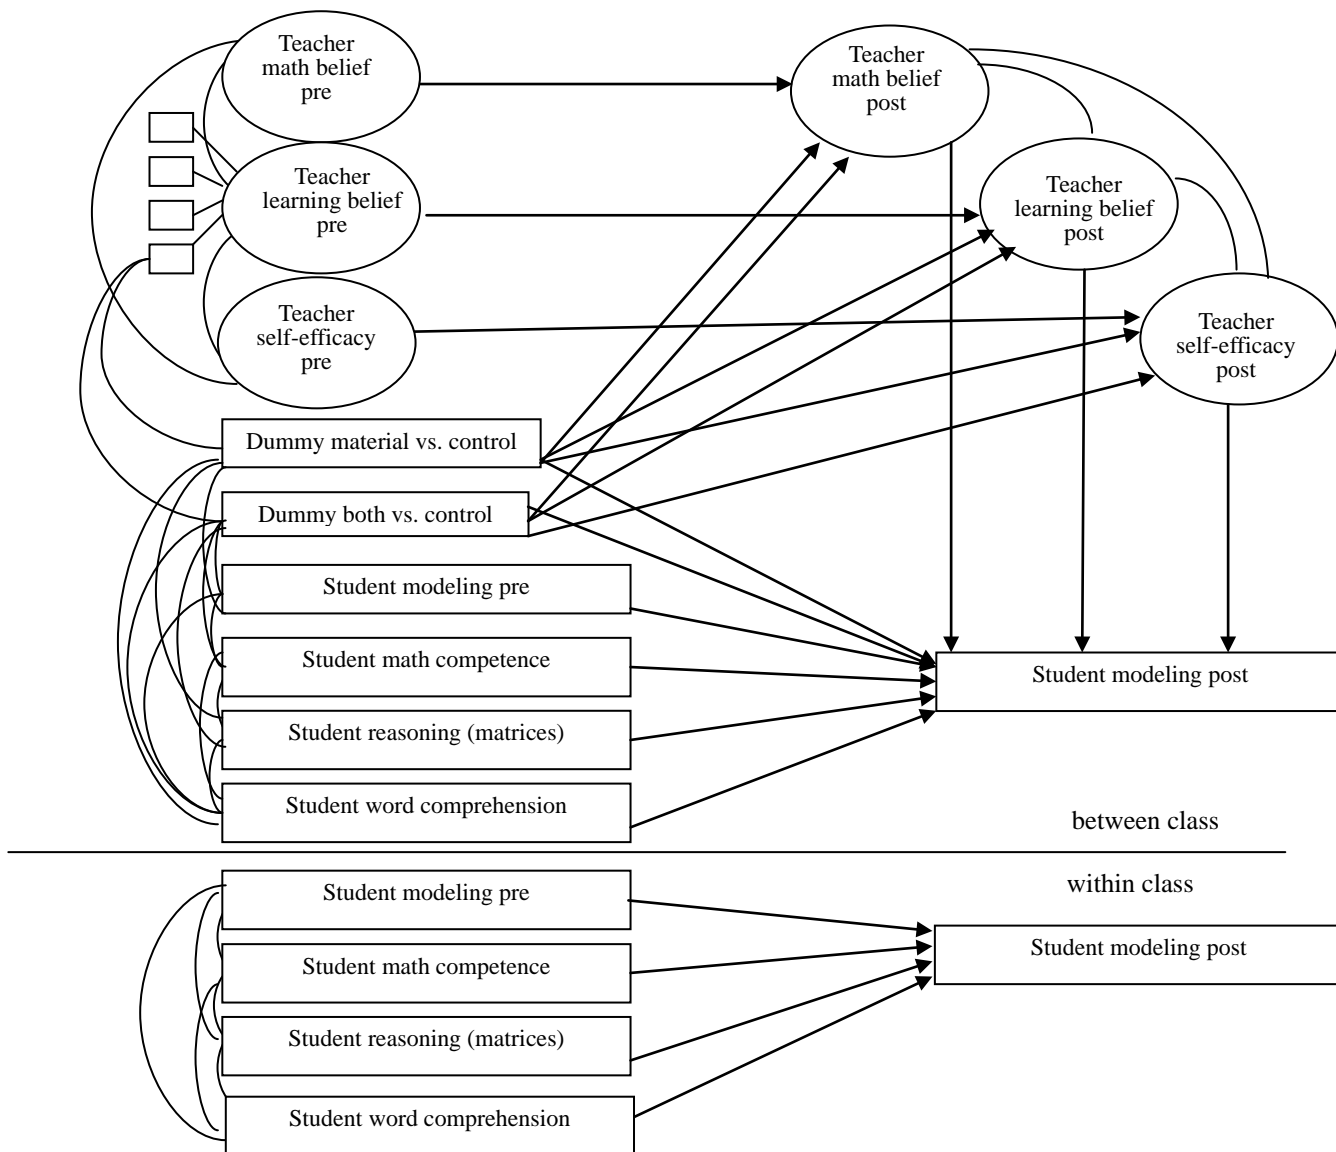 Teacher
math belief
pre
Teacher
math belief
post
Teacher
learning belief
pre
Teacher
learning belief
post
Teacher
self-efficacy
pre
Teacher
self-efficacy
post
Dummy material vs. control
Dummy both vs. control
Student modeling pre
Student math competence
Student modeling post
Student reasoning (matrices)
Student word comprehension
between class
within class
Student modeling pre
Student math competence
Student modeling post
Student reasoning (matrices)
Student word comprehension